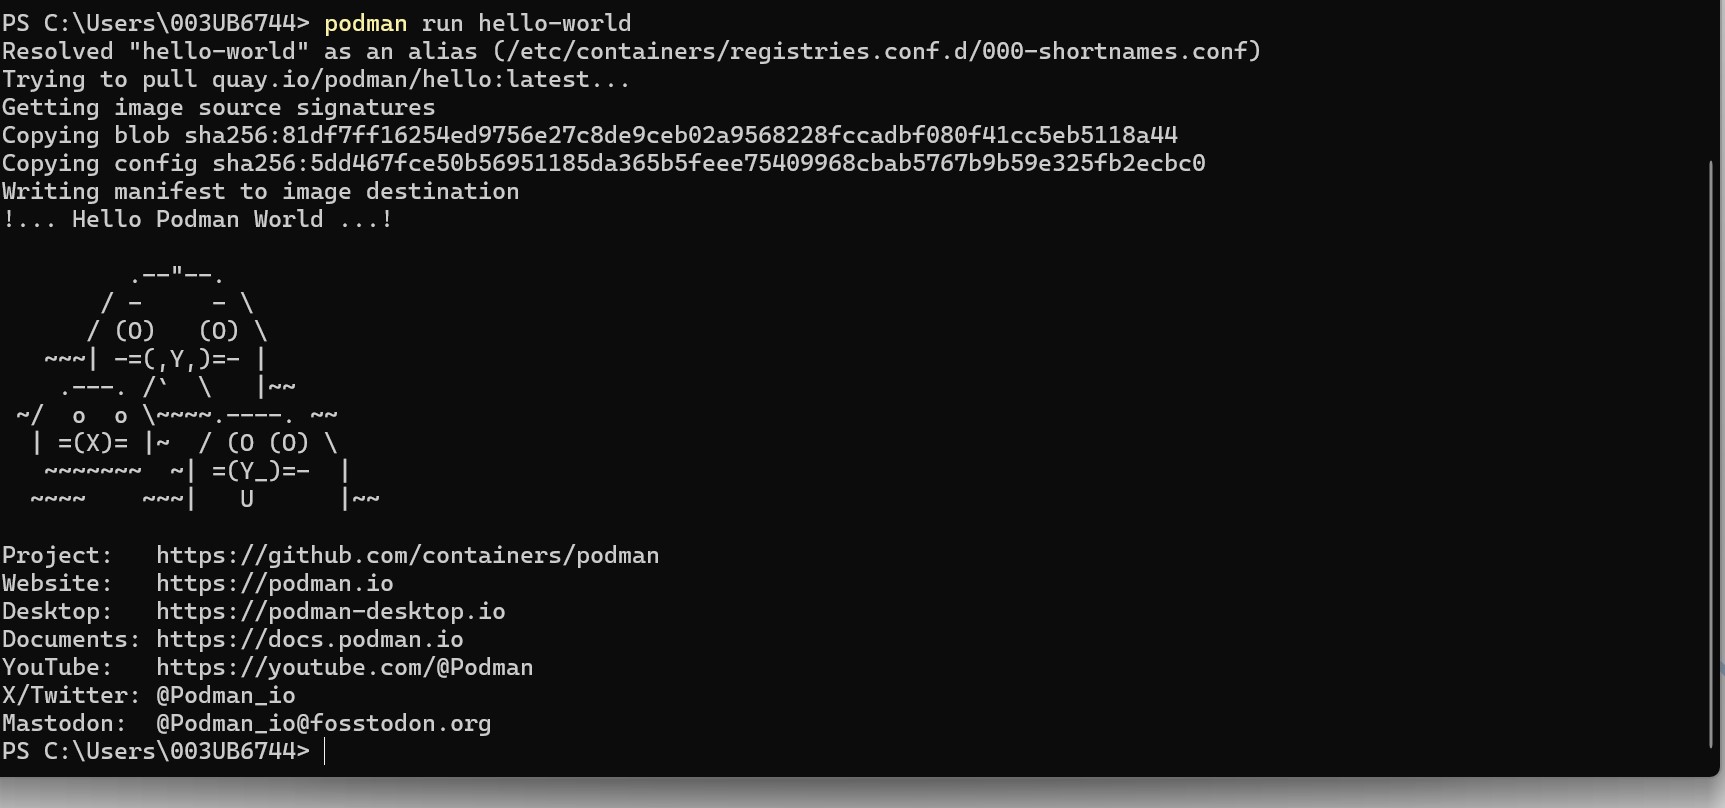 PS C:\Users\003UB6744> podman run hello-world
Resolved "hello-world" as an alias (/etc/containers/registries.conf.d/000-shortnames.conf)
Trying to pull quay.io/podman/hello:latest...
Getting image source signatures
Copying blob sha256:81df7ff16254ed9756e27c8de9ceb02a9568228fccadbf080f41cc5eb5118a44
Copying config sha256:5dd467fce50b56951185da365b5feee75409968cbab5767b9b59e325fb2ecbc0
Writing manifest to image destination
!... Hello Podman World ...!

         .--"--.
       / -     - \
      / (O)   (O) \
   ~~~| -=(,Y,)=- |
    .---. /`  \   |~~
 ~/  o  o \~~~~.----. ~~
  | =(X)= |~  / (O (O) \
   ~~~~~~~  ~| =(Y_)=-  |
  ~~~~    ~~~|   U      |~~

Project:   https://github.com/containers/podman
Website:   https://podman.io
Desktop:   https://podman-desktop.io
Documents: https://docs.podman.io
YouTube:   https://youtube.com/@Podman
X/Twitter: @Podman_io
Mastodon:  @Podman_io@fosstodon.org
PS C:\Users\003UB6744>